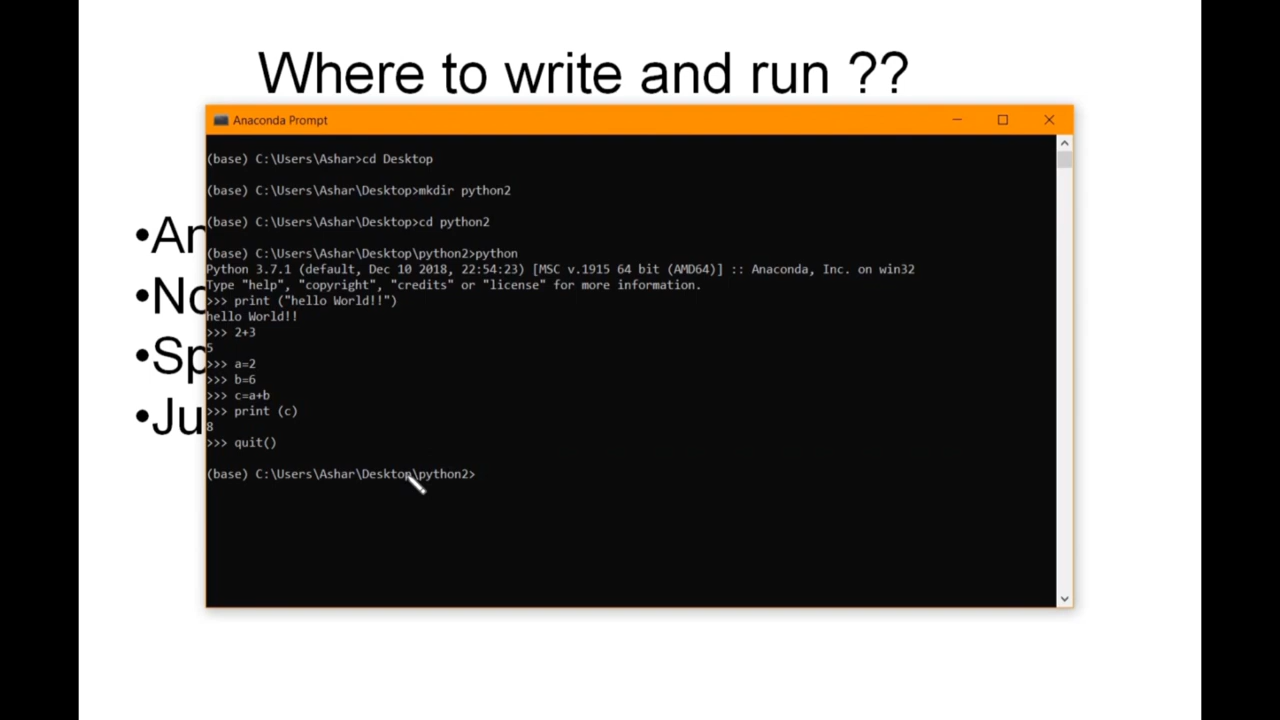 Where to write and run ??
Anaconda Prompt
(base) C:\Users\Ashar>cd Desktop
(base) C:\Users\Ashar\Desktop>mkdir python2
(base) C:\Users\Ashar\Desktop>cd python2
(base) C:\Users\Ashar\Desktop\python2>python
Python 3.7.1 (default, Dec 10 2018, 22:54:23) [MSC v.1915 64 bit (AMD64)] :: Anaconda, Inc. on win32
Type "help", "copyright", "credits" or "license" for more information.
>>> print ("hello World!!")
hello World!!
>>> 2+3
5
>>> a=2
>>> b=6
>>> c=a+b
>>> print (c)
8
>>> quit()
(base) C:\Users\Ashar\Desktop\python2>